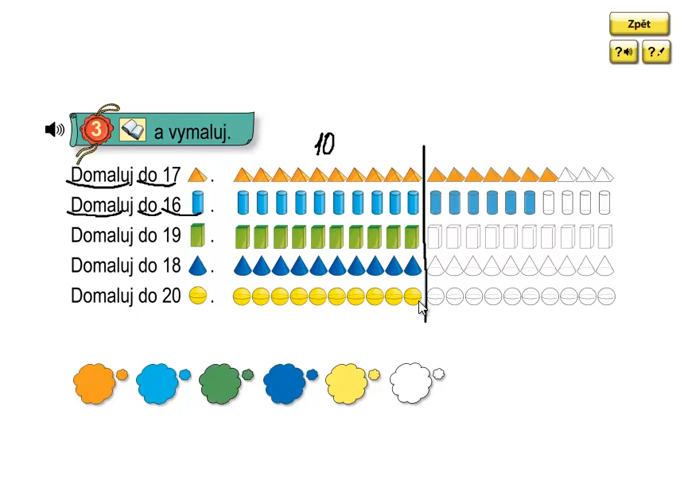 Zpět
?
?
3 a vymaluj.
10
Domaluj do 17 .
Domaluj do 16 .
Domaluj do 19 .
Domaluj do 18 .
Domaluj do 20 .